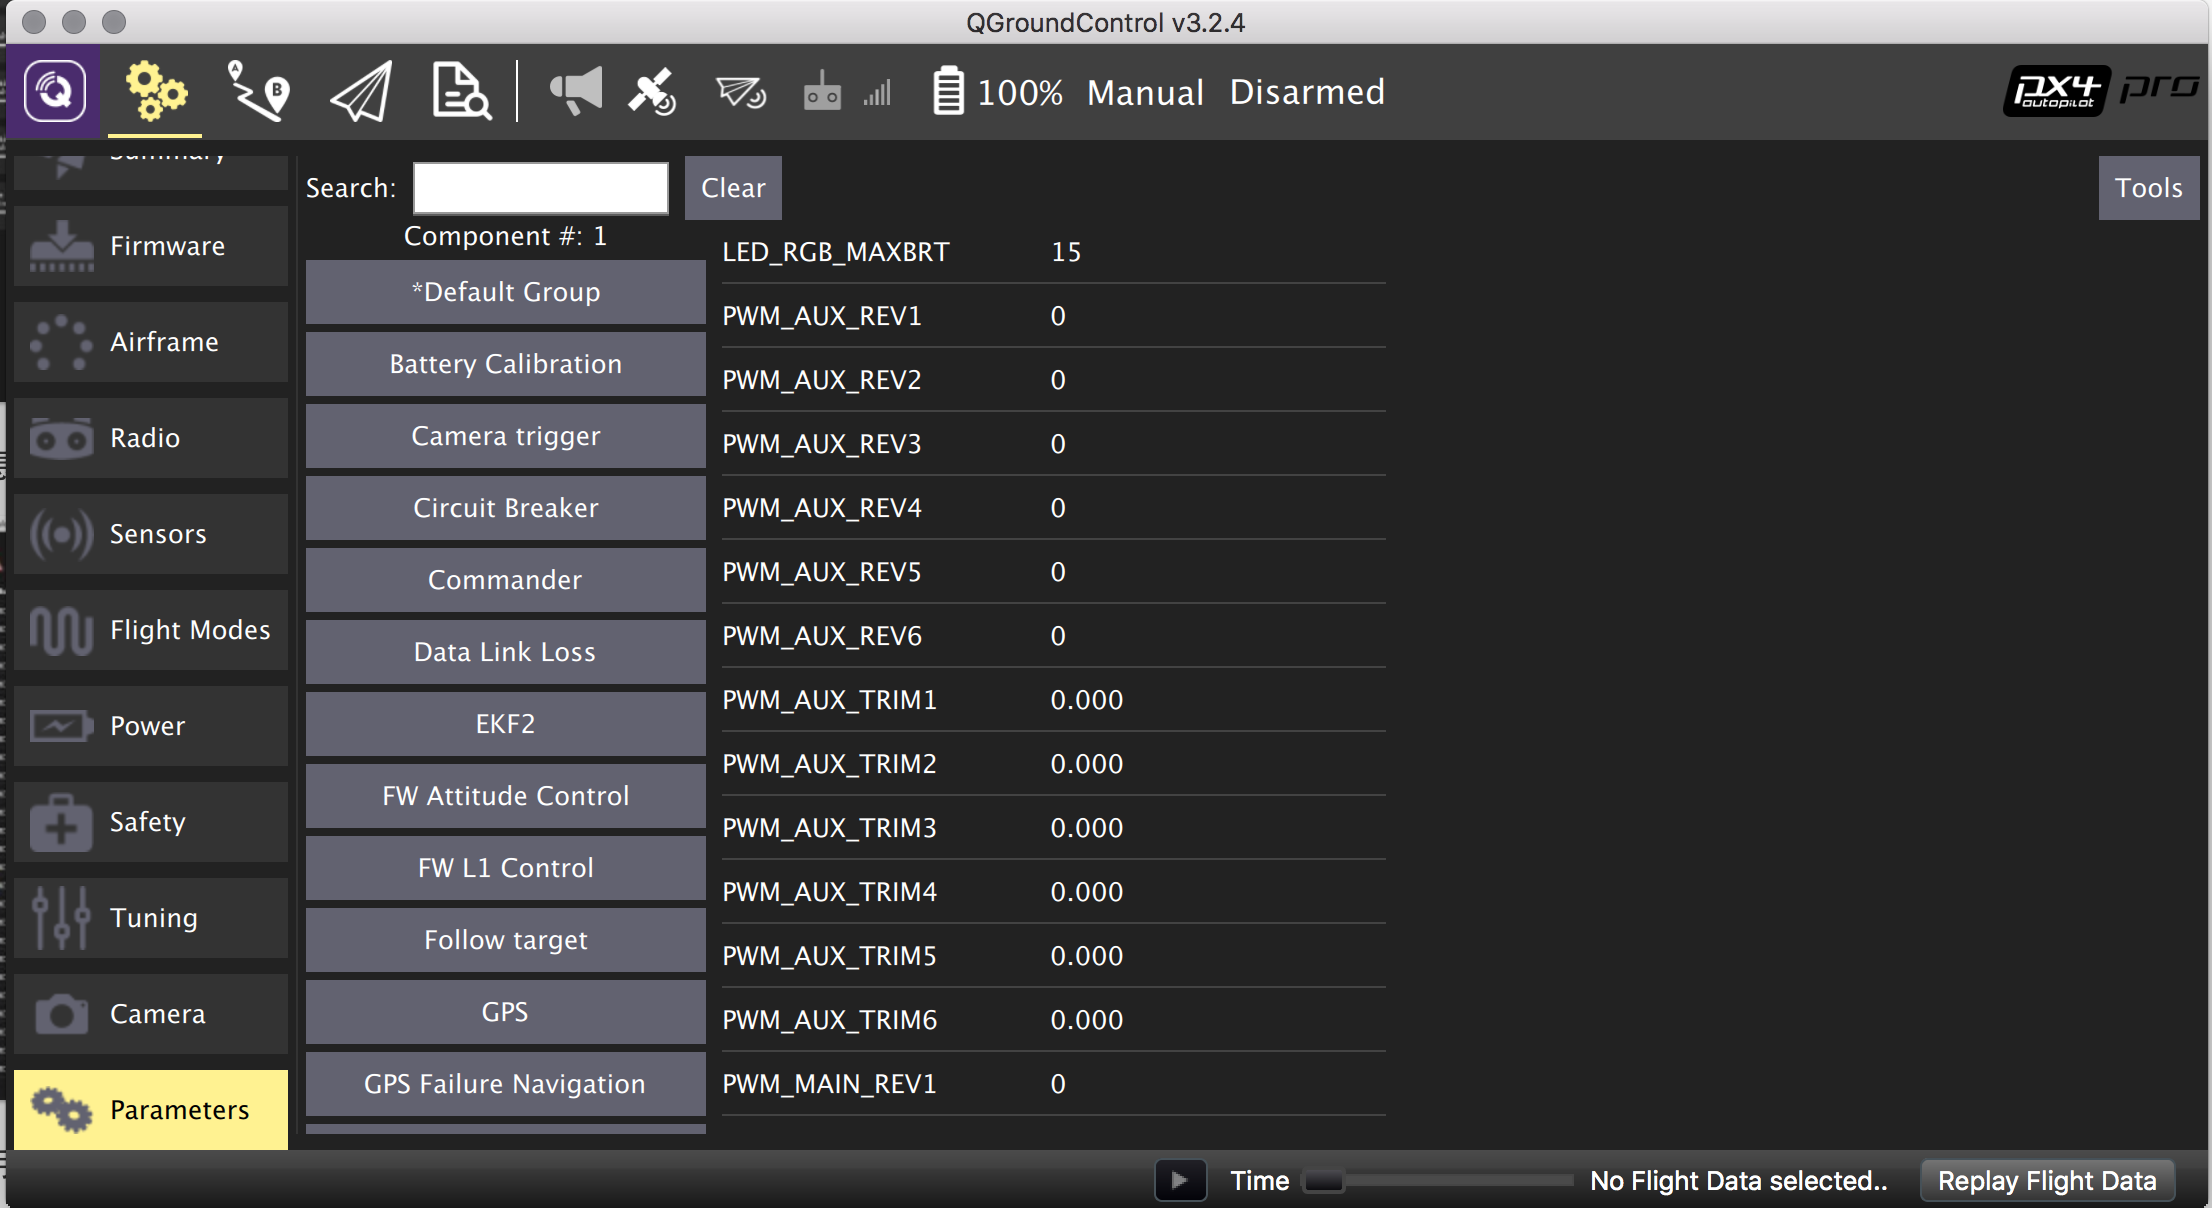 QGroundControl v3.2.4
A
B
100% Manual Disarmed
px4 pro
autopilot
Summary
Firmware
Airframe
Radio
Sensors
Flight Modes
Power
Safety
Tuning
Camera
Parameters
Search: Clear Tools
Component #: 1
*Default Group
Battery Calibration
Camera trigger
Circuit Breaker
Commander
Data Link Loss
EKF2
FW Attitude Control
FW L1 Control
Follow target
GPS
GPS Failure Navigation
LED_RGB_MAXBRT 15
PWM_AUX_REV1 0
PWM_AUX_REV2 0
PWM_AUX_REV3 0
PWM_AUX_REV4 0
PWM_AUX_REV5 0
PWM_AUX_REV6 0
PWM_AUX_TRIM1 0.000
PWM_AUX_TRIM2 0.000
PWM_AUX_TRIM3 0.000
PWM_AUX_TRIM4 0.000
PWM_AUX_TRIM5 0.000
PWM_AUX_TRIM6 0.000
PWM_MAIN_REV1 0
Time No Flight Data selected.. Replay Flight Data